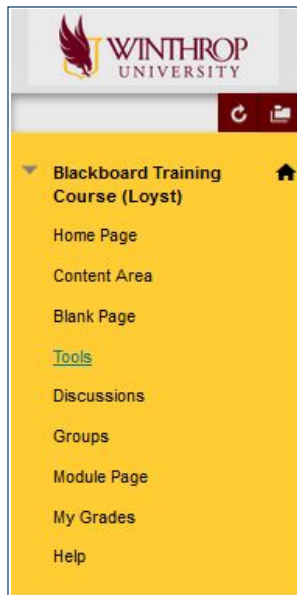 WINTHROP
UNIVERSITY
Blackboard Training
Course (Loyst)
Home Page
Content Area
Blank Page
Tools
Discussions
Groups
Module Page
My Grades
Help